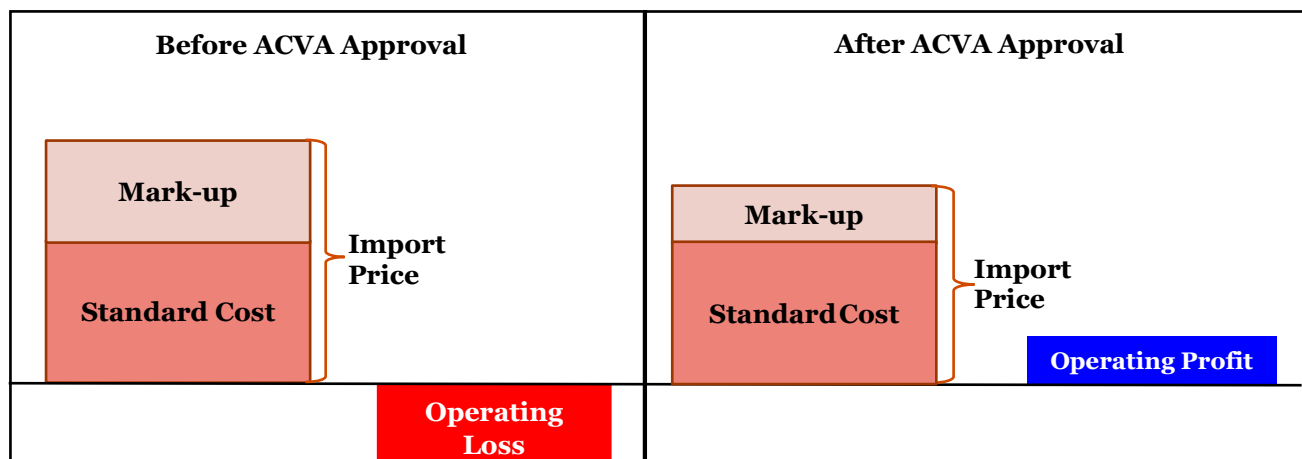 Before ACVA Approval
Mark-up
Import
Price
Standard Cost
Operating
Loss
After ACVA Approval
Mark-up
Import
Price
Standard Cost
Operating Profit